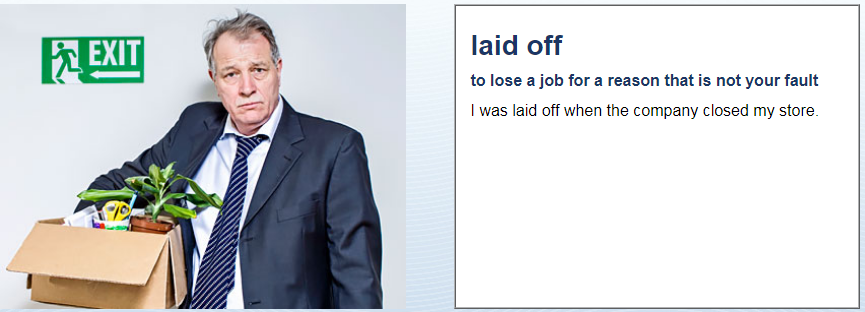 EXIT
laid off
to lose a job for a reason that is not your fault
I was laid off when the company closed my store.